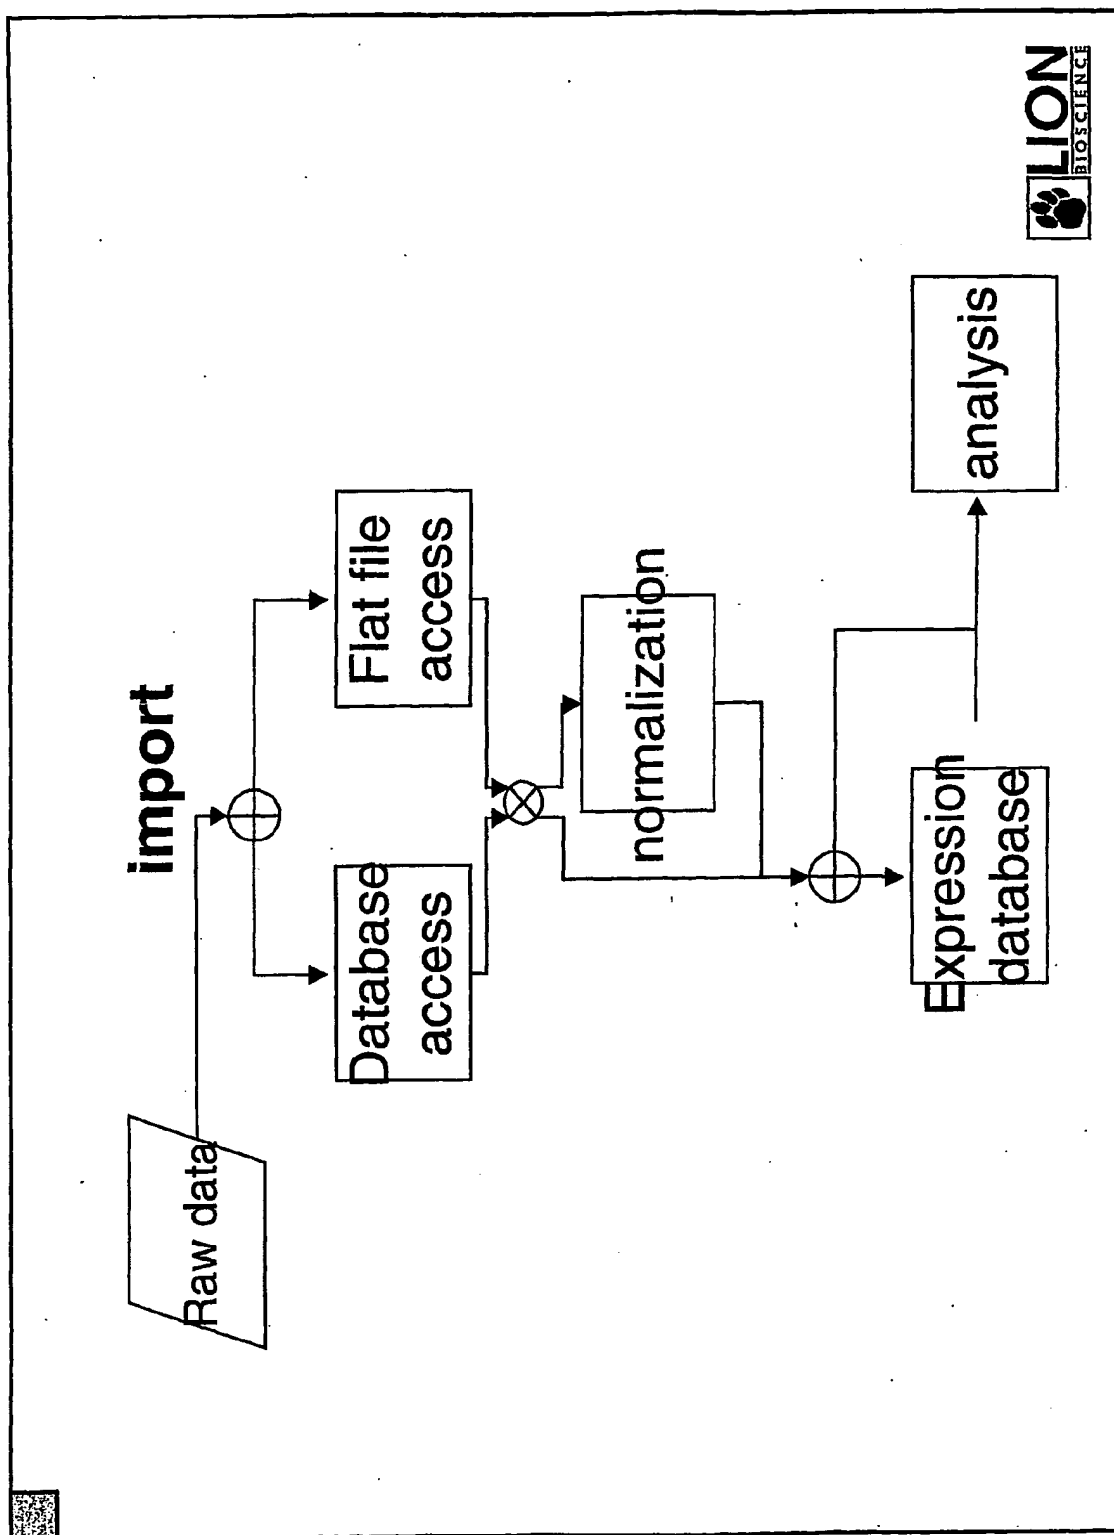 import
Raw data
Database
access
Flat file
access
normalization
Expression
database
analysis
LION
BIOSCIENCE